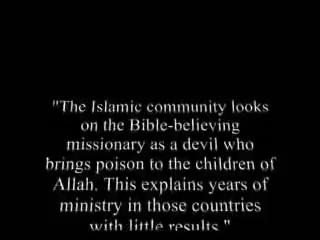 "The Islamic community looks
on the Bible-believing
missionary as a devil who
brings poison to the children of
Allah. This explains years of
ministry in those countries
with little results."